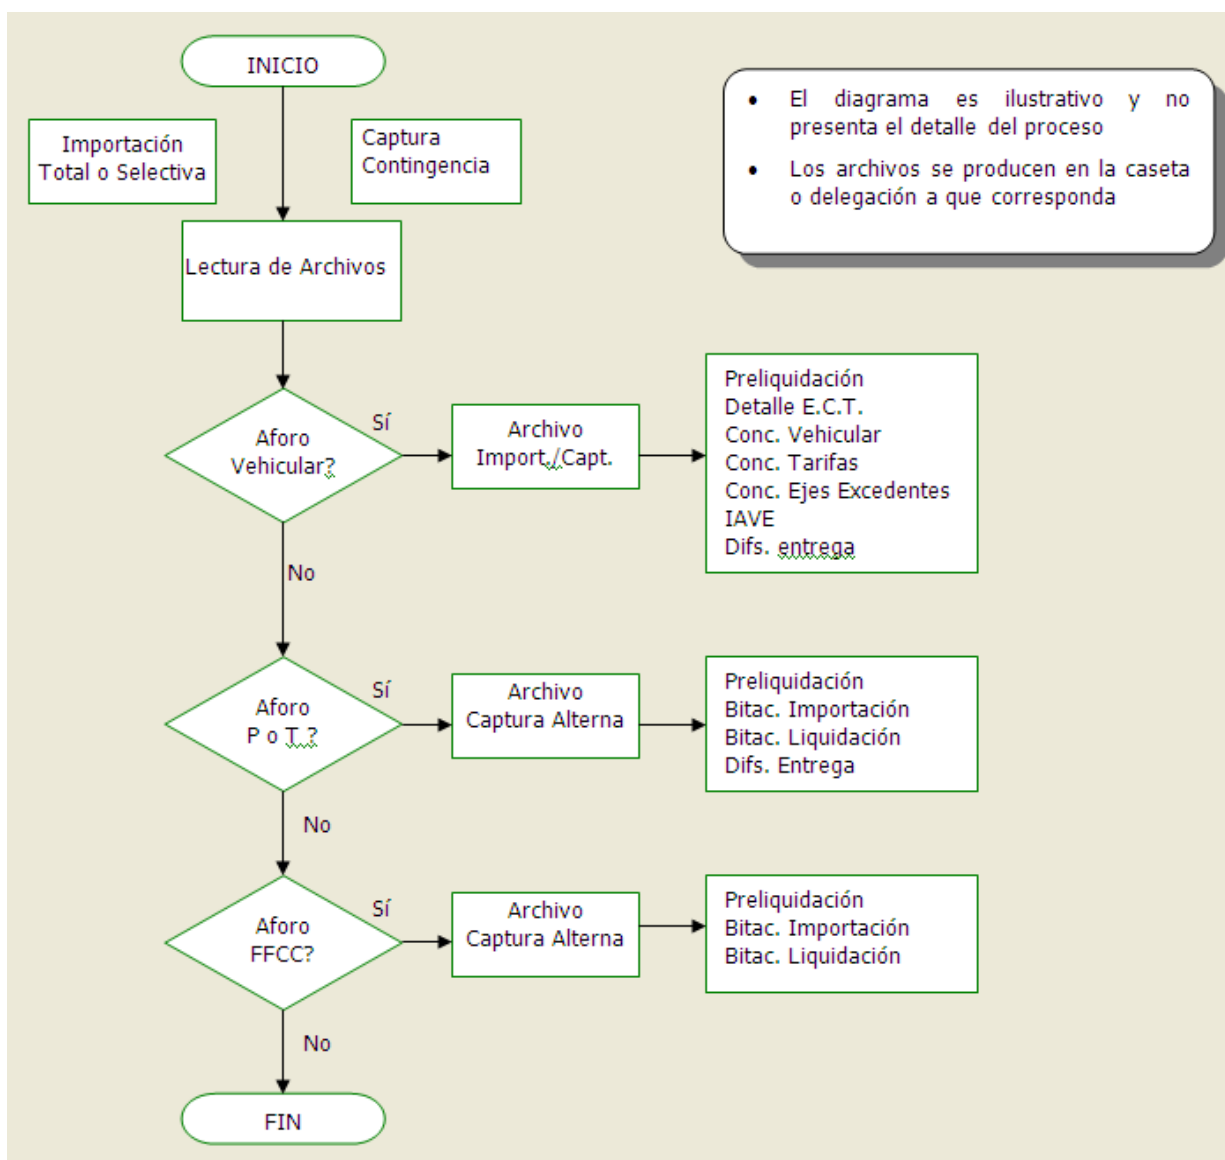 INICIO
Importación
Total o Selectiva
Captura
Contingencia
• El diagrama es ilustrativo y no
presenta el detalle del proceso
• Los archivos se producen en la caseta
o delegación a que corresponda
Lectura de Archivos
Aforo
Vehicular?
Sí
Archivo
Import./Capt.
Preliquidación
Detalle E.C.T.
Conc. Vehicular
Conc. Tarifas
Conc. Ejes Excedentes
IAVE
Difs. entrega
No
Aforo
P o T ?
Sí
Archivo
Captura Alterna
Preliquidación
Bitac. Importación
Bitac. Liquidación
Difs. Entrega
No
Aforo
FFCC?
Sí
Archivo
Captura Alterna
Preliquidación
Bitac. Importación
Bitac. Liquidación
No
FIN